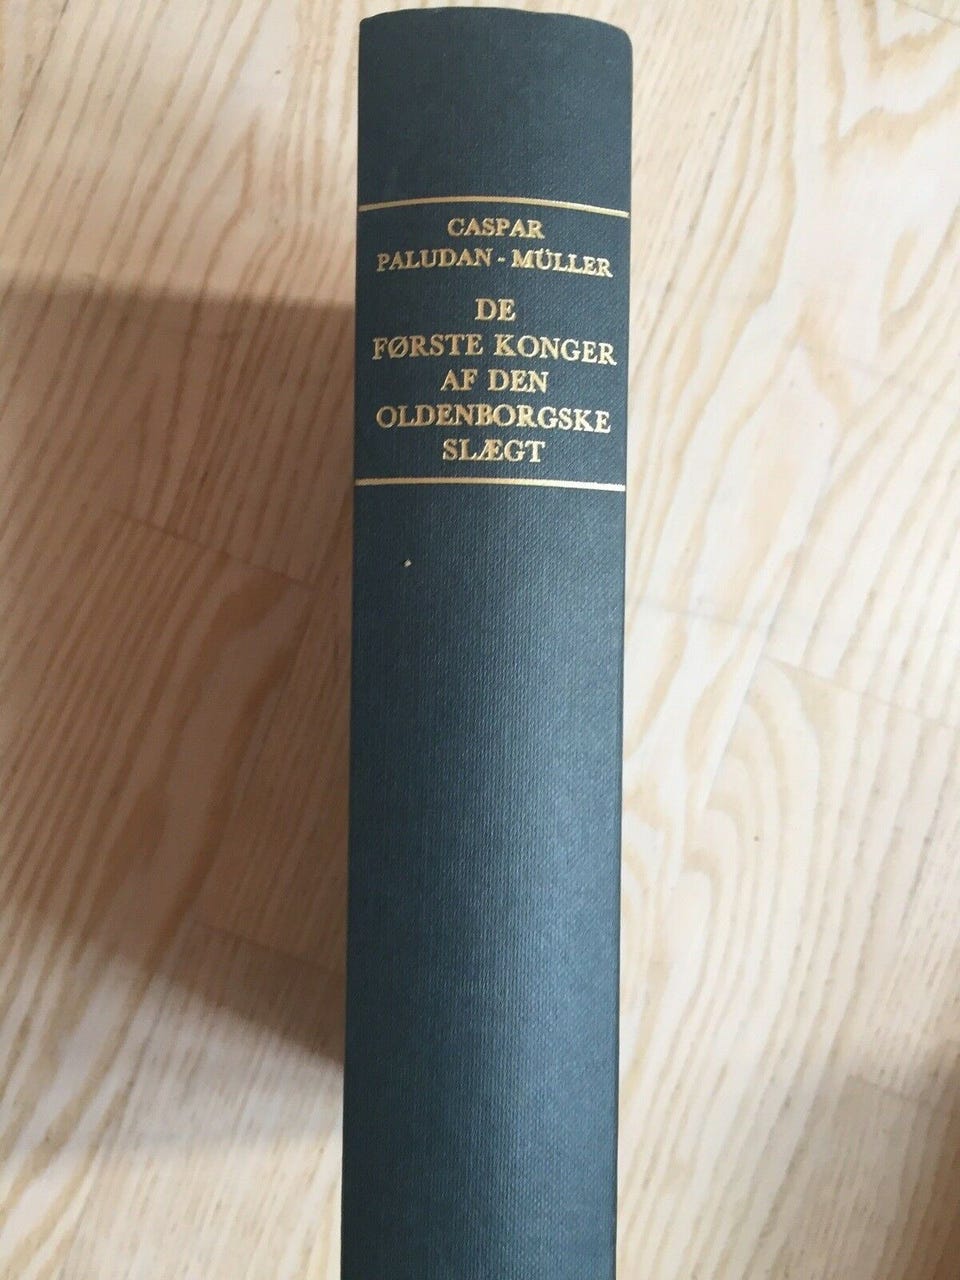 CASPAR
PALUDAN - MÜLLER
DE
FØRSTE KONGER
AF DEN
OLDENBORGSKE
SLÆGT